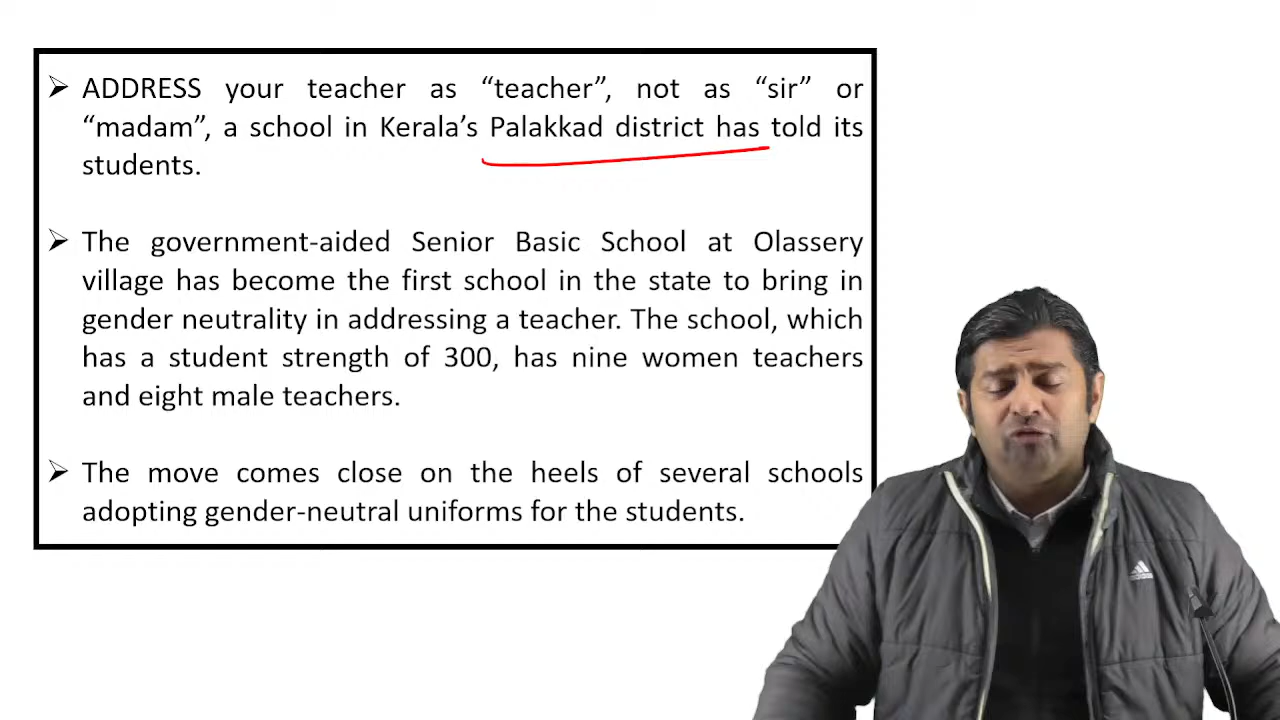 ➢ ADDRESS your teacher as “teacher”, not as “sir” or
“madam”, a school in Kerala’s Palakkad district has told its
students.
➢ The government-aided Senior Basic School at Olassery
village has become the first school in the state to bring in
gender neutrality in addressing a teacher. The school, which
has a student strength of 300, has nine women teachers
and eight male teachers.
➢ The move comes close on the heels of several schools
adopting gender-neutral uniforms for the students.